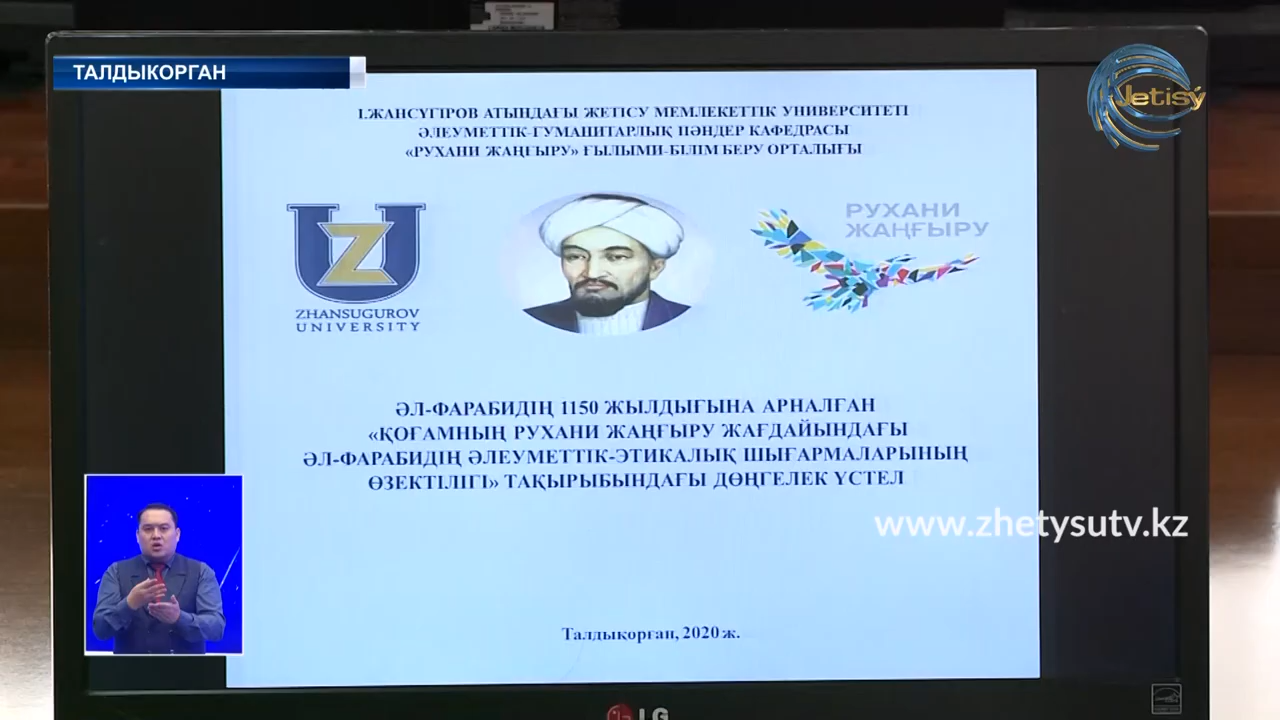 ТАЛДЫКОРГАН
Jetisý
І.ЖАНСҮГІРОВ АТЫНДАҒЫ ЖЕТІСУ МЕМЛЕКЕТТІК УНИВЕРСИТЕТІ
ӘЛЕУМЕТТІК-ГУМАНИТАРЛЫҚ ПӘНДЕР КАФЕДРАСЫ
«РУХАНИ ЖАҢҒЫРУ» ҒЫЛЫМИ-БІЛІМ БЕРУ ОРТАЛЫҒЫ
ZHANSUGUROV
UNIVERSITY
РУХАНИ
ЖАҢҒЫРУ
ӘЛ-ФАРАБИДІҢ 1150 ЖЫЛДЫҒЫНА АРНАЛҒАН
«ҚОҒАМНЫҢ РУХАНИ ЖАҢҒЫРУ ЖАҒДАЙЫНДАҒЫ
ӘЛ-ФАРАБИДІҢ ӘЛЕУМЕТТІК-ЭТИКАЛЫҚ ШЫҒАРМАЛАРЫНЫҢ
ӨЗЕКТІЛІГІ» ТАҚЫРЫБЫНДАҒЫ ДӨҢГЕЛЕК ҮСТЕЛ
www.zhetysutv.kz
Талдықорған, 2020 ж.
LG